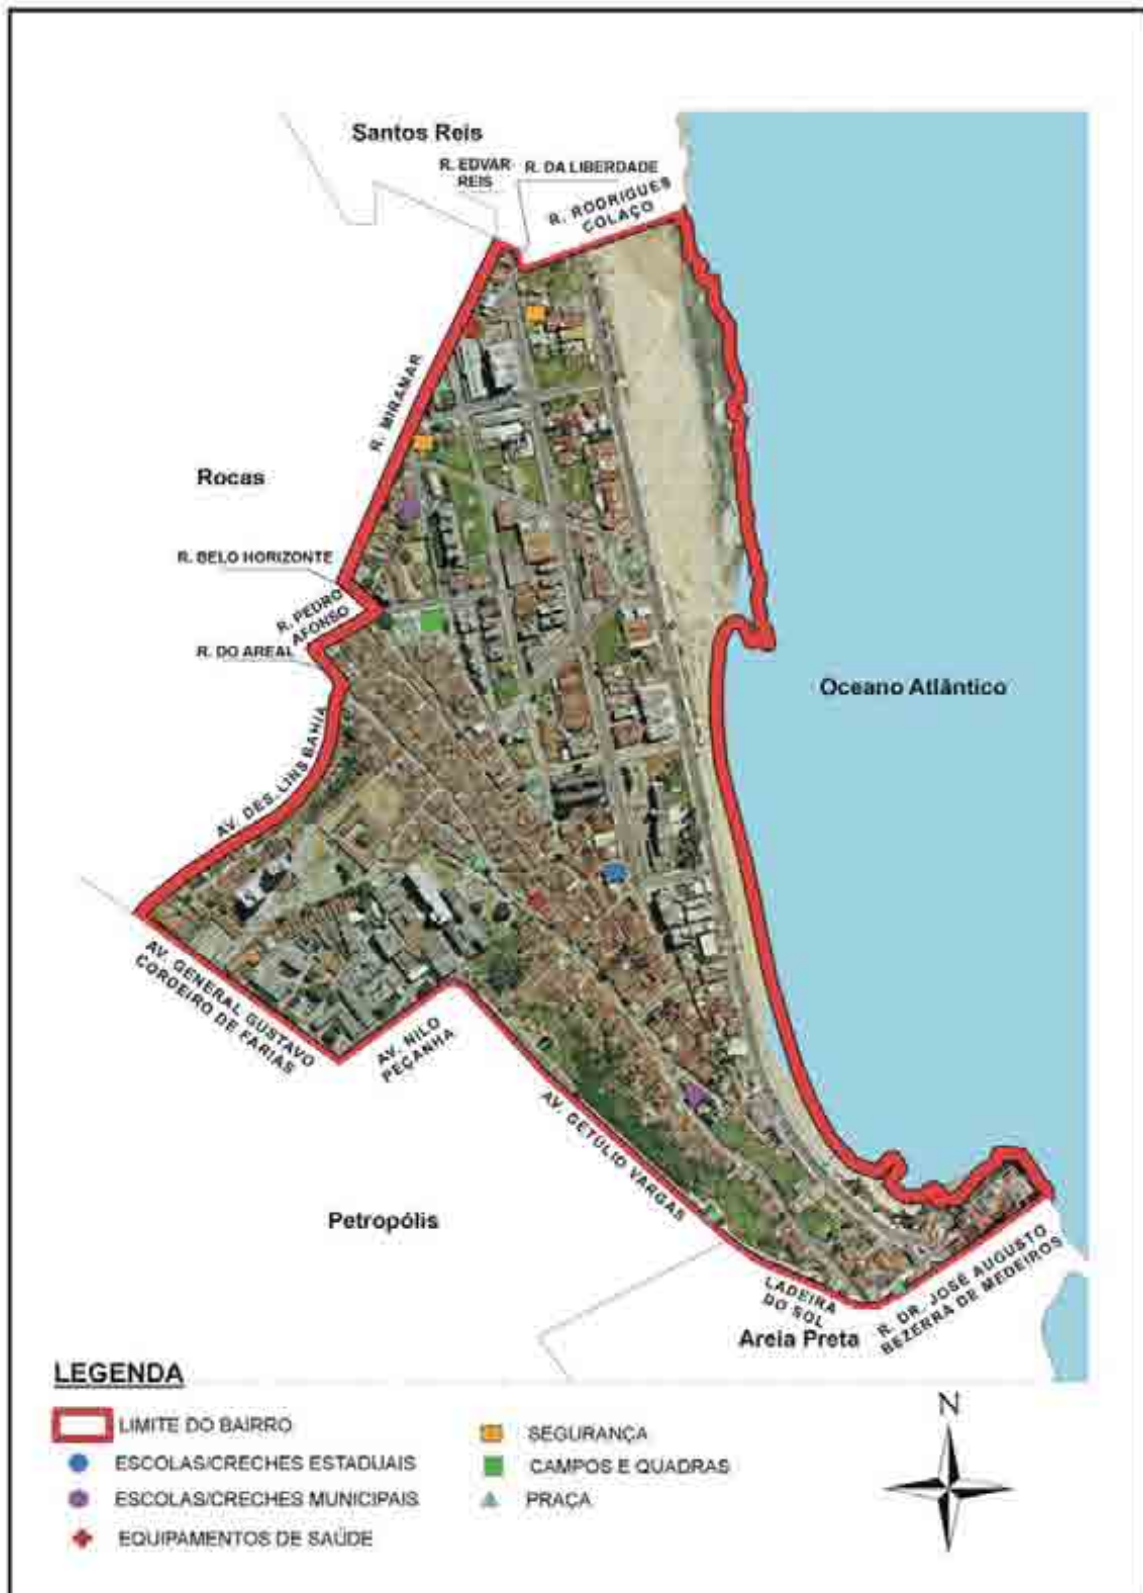 Santos Reis
R. EDVAR
REIS
R. DA LIBERDADE
R. RODRIGUES
COLAÇO
R. MIRAMAR
Rocas
R. BELO HORIZONTE
R. PEDRO
AFONSO
R. DO AREAL
Oceano Atlântico
AV. DES. LINS BAHIA
AV. GENERAL GUSTAVO
CORDEIRO DE FARIAS
AV. NILO
PEÇANHA
AV. GETÚLIO VARGAS
Petropólis
LADEIRA
DO SOL
R. DR. JOSÉ AUGUSTO
BEZERRA DE MEDEIROS
Areia Preta
LEGENDA
LIMITE DO BAIRRO
ESCOLAS/CRECHES ESTADUAIS
ESCOLAS/CRECHES MUNICIPAIS
EQUIPAMENTOS DE SAÚDE
SEGURANÇA
CAMPOS E QUADRAS
PRAÇA
N